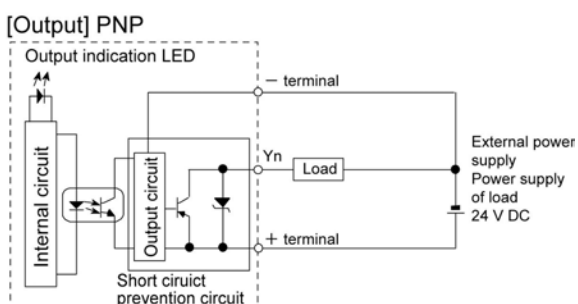 [Output] PNP
Output indication LED
− terminal
Internal circuit
Output circuit
Yn
Load
External power
supply
Power supply
of load
24 V DC
+ terminal
Short ciruict
prevention circuit